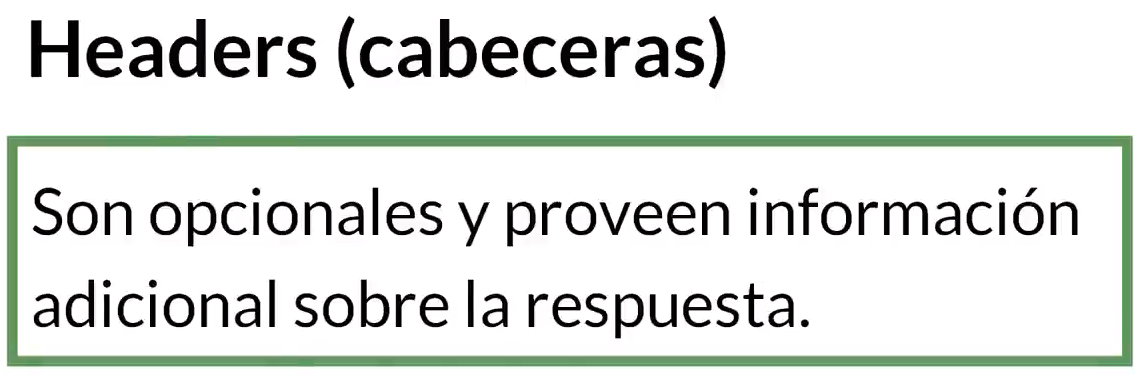 Headers (cabeceras)
Son opcionales y proveen información
adicional sobre la respuesta.